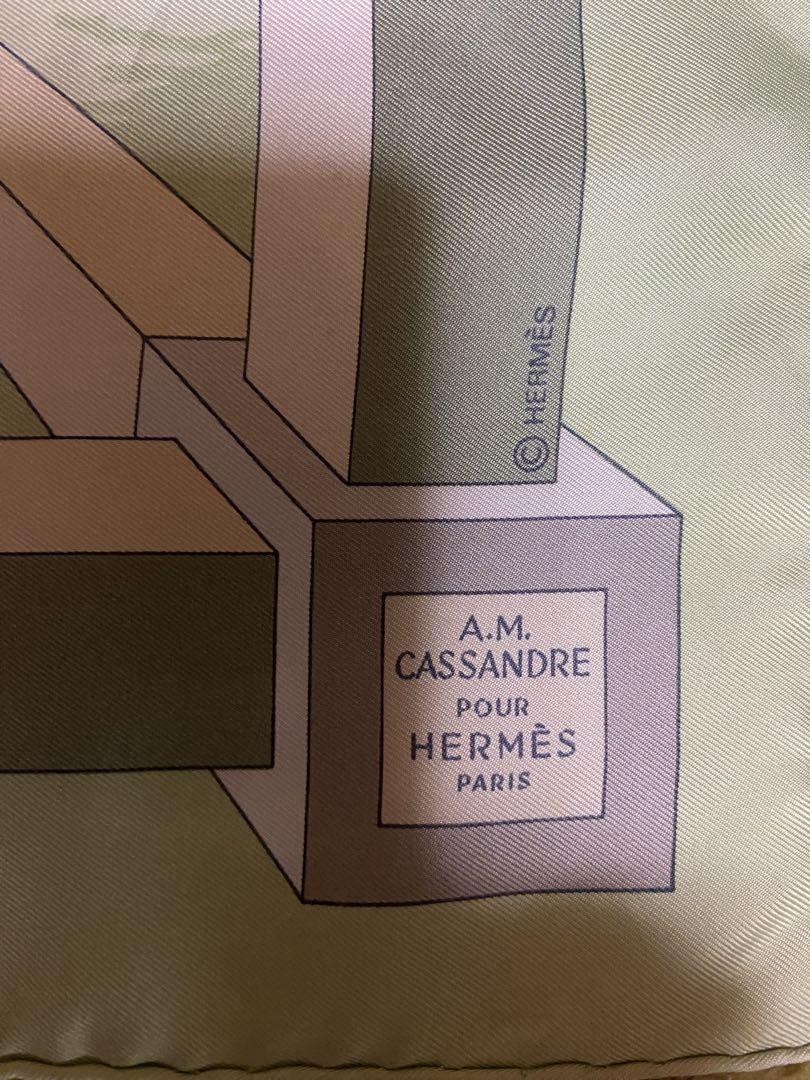 © HERMÈS
A.M.
CASSANDRE
POUR
HERMÈS
PARIS